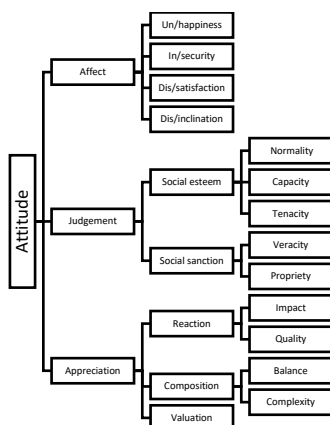 Attitude
Affect
Un/happiness
In/security
Dis/satisfaction
Dis/inclination
Judgement
Social esteem
Normality
Capacity
Tenacity
Social sanction
Veracity
Propriety
Appreciation
Reaction
Impact
Quality
Composition
Balance
Complexity
Valuation